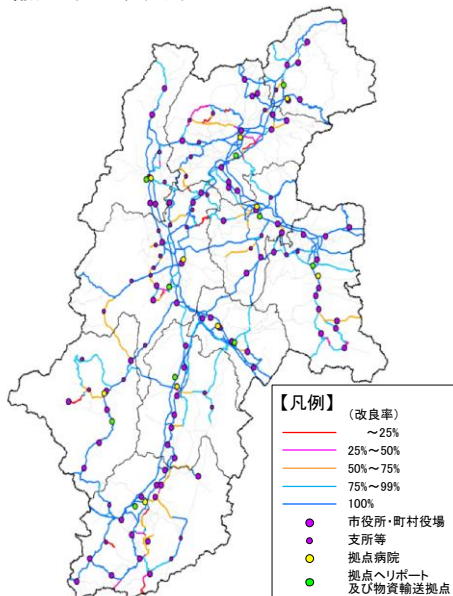 【凡例】
(改良率)
～25%
25%～50%
50%～75%
75%～99%
100%
市役所・町村役場
支所等
拠点病院
拠点ヘリポート
及び物資輸送拠点